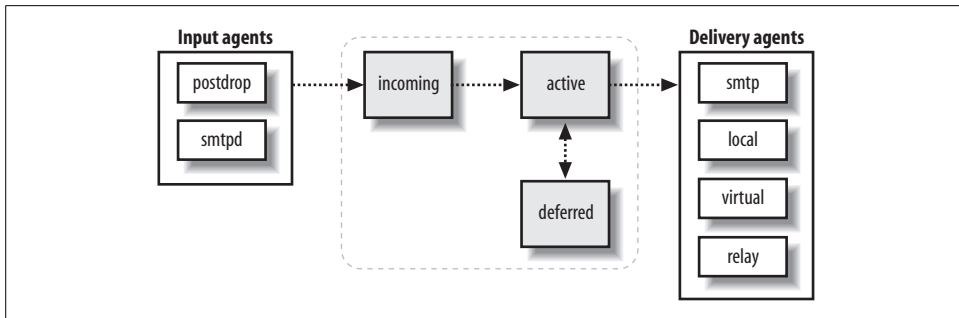 Input agents
postdrop
smtpd
incoming
active
deferred
Delivery agents
smtp
local
virtual
relay